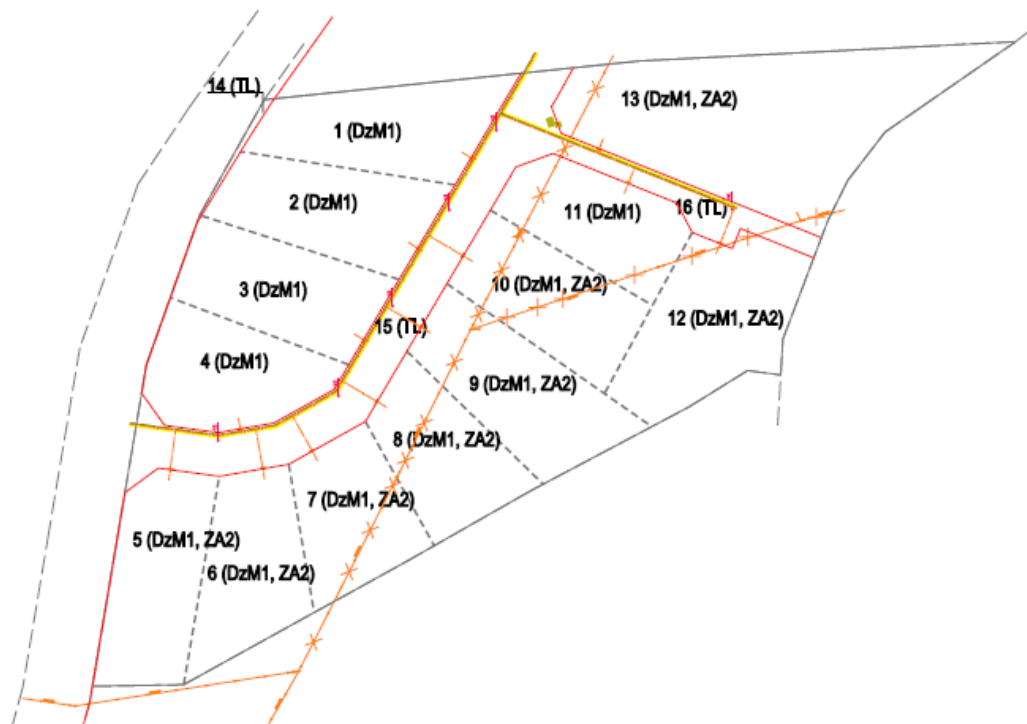 14 (TL)
13 (DzM1, ZA2)
1 (DzM1)
2 (DzM1)
11 (DzM1)
16 (TL)
3 (DzM1)
10 (DzM1, ZA2)
12 (DzM1, ZA2)
15 (TL)
4 (DzM1)
9 (DzM1, ZA2)
8 (DzM1, ZA2)
7 (DzM1, ZA2)
5 (DzM1, ZA2)
6 (DzM1, ZA2)